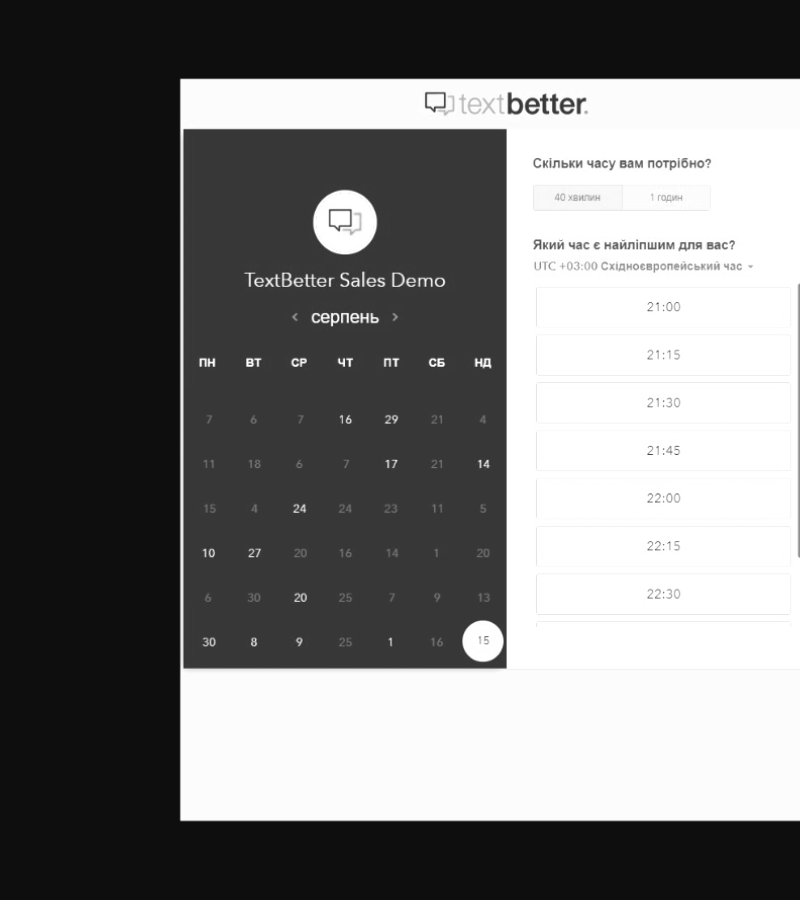 textbetter.
TextBetter Sales Demo
< серпень >
ПН ВТ СР ЧТ ПТ СБ НД
7 6 7 16 29 21 4
11 18 6 7 17 21 14
15 4 24 24 23 11 5
10 27 20 16 14 1 20
6 30 20 25 7 9 13
30 8 9 25 1 16 15
Скільки часу вам потрібно?
40 хвилин 1 годин
Який час є найліпшим для вас?
UTC +03:00 Східноєвропейський час
21:00
21:15
21:30
21:45
22:00
22:15
22:30